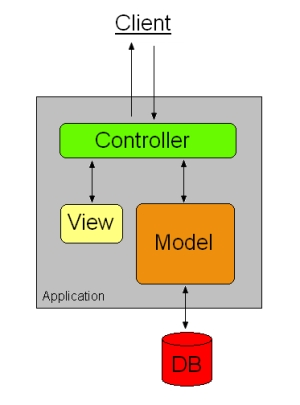 Client
Controller
View
Model
Application
DB